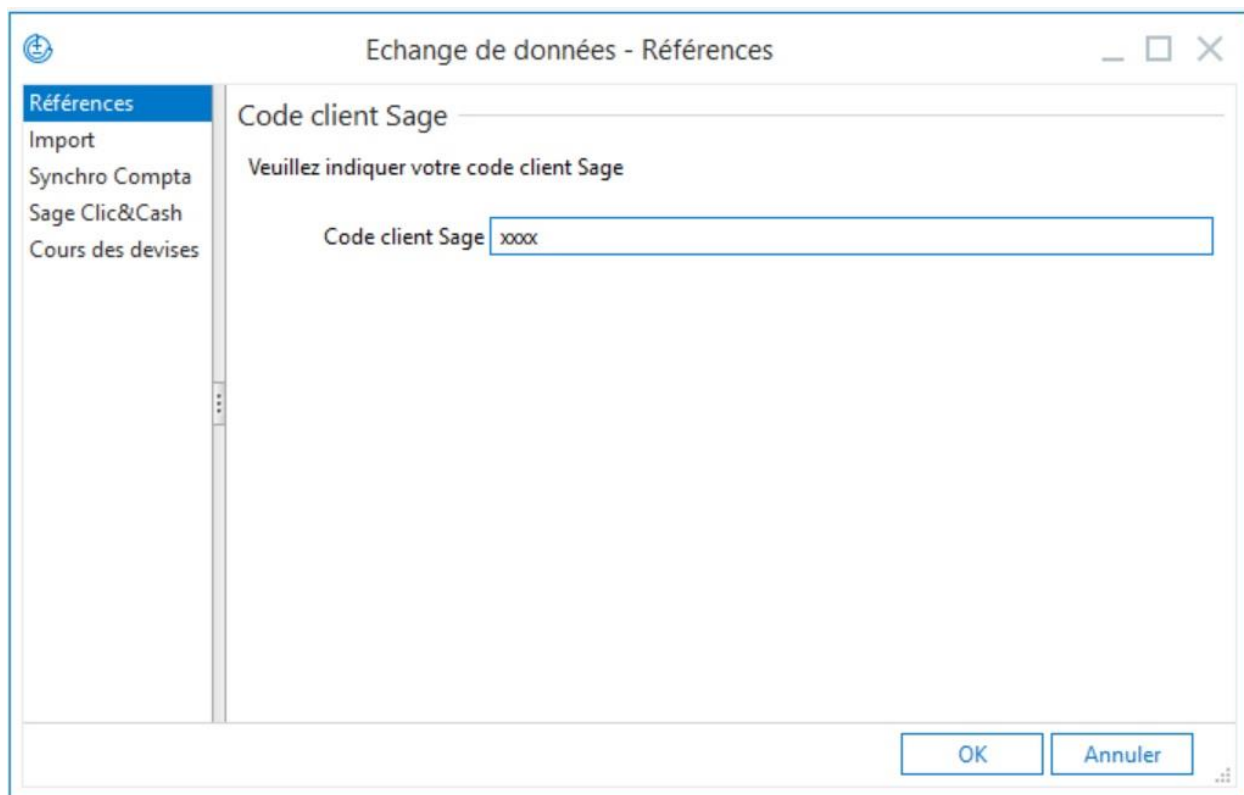 Echange de données - Références
Références
Import
Synchro Compta
Sage Clic&Cash
Cours des devises
Code client Sage
Veuillez indiquer votre code client Sage
Code client Sage xxxx
OK Annuler